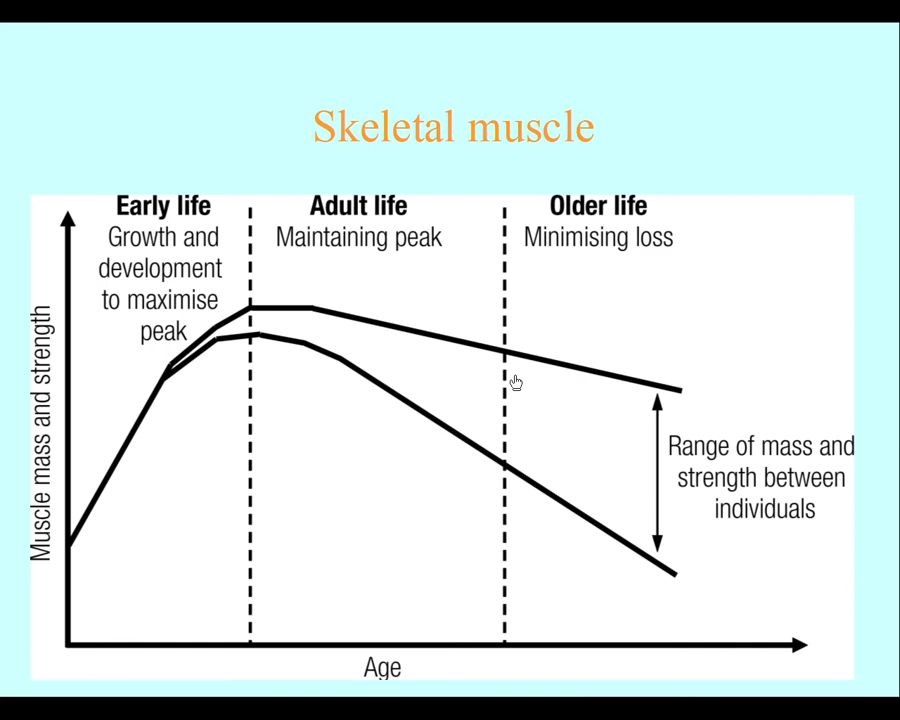 Skeletal muscle
Early life
Growth and
development
to maximise
peak
Adult life
Maintaining peak
Older life
Minimising loss
Muscle mass and strength
Range of mass and
strength between
individuals
Age